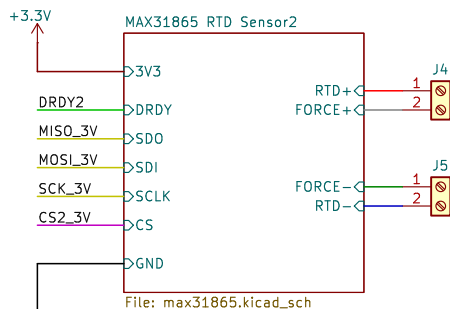 +3.3V
MAX31865 RTD Sensor2
3V3
DRDY2
DRDY
MISO_3V
SDO
MOSI_3V
SDI
SCK_3V
SCLK
CS2_3V
CS
GND
RTD+
FORCE+
J4
1
2
FORCE-
RTD-
J5
1
2
File: max31865.kicad_sch